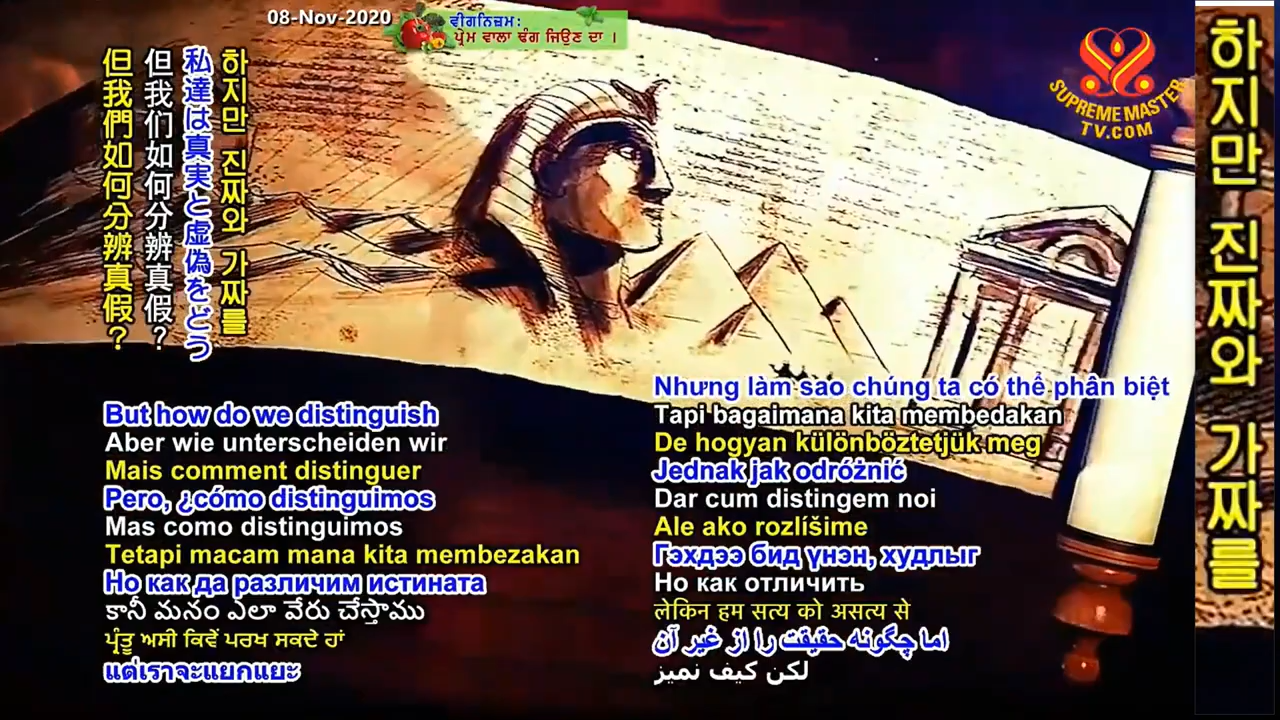 08-Nov-2020
ਵੀਗਨਿਜ਼ਮ:
ਪ੍ਰੇਮ ਵਾਲਾ ਢੰਗ ਜਿਉਣ ਦਾ ।
SUPREME MASTER
TV.COM
하지만 진짜와 가짜를
하지만 진짜와 가짜를
私達は真実と虚偽をどう
但我们如何分辨真假?
但我們如何分辨真假?
But how do we distinguish
Aber wie unterscheiden wir
Mais comment distinguer
Pero, ¿cómo distinguimos
Mas como distinguimos
Tetapi macam mana kita membezakan
Но как да различим истината
కానీ మనం ఎలా వేరు చేస్తాము
ਪ੍ਰੰਤੂ ਅਸੀ ਕਿਵੇਂ ਪਰਖ ਸਕਦੇ ਹਾਂ
แต่เราจะแยกแยะ
Nhưng làm sao chúng ta có thể phân biệt
Tapi bagaimana kita membedakan
De hogyan különböztetjük meg
Jednak jak odróżnić
Dar cum distingem noi
Ale ako rozlíšime
Гэхдээ бид үнэн, худлыг
Но как отличить
लेकिन हम सत्य को असत्य से
اما چگونه حقیقت را از غیر آن
لكن كيف نميز